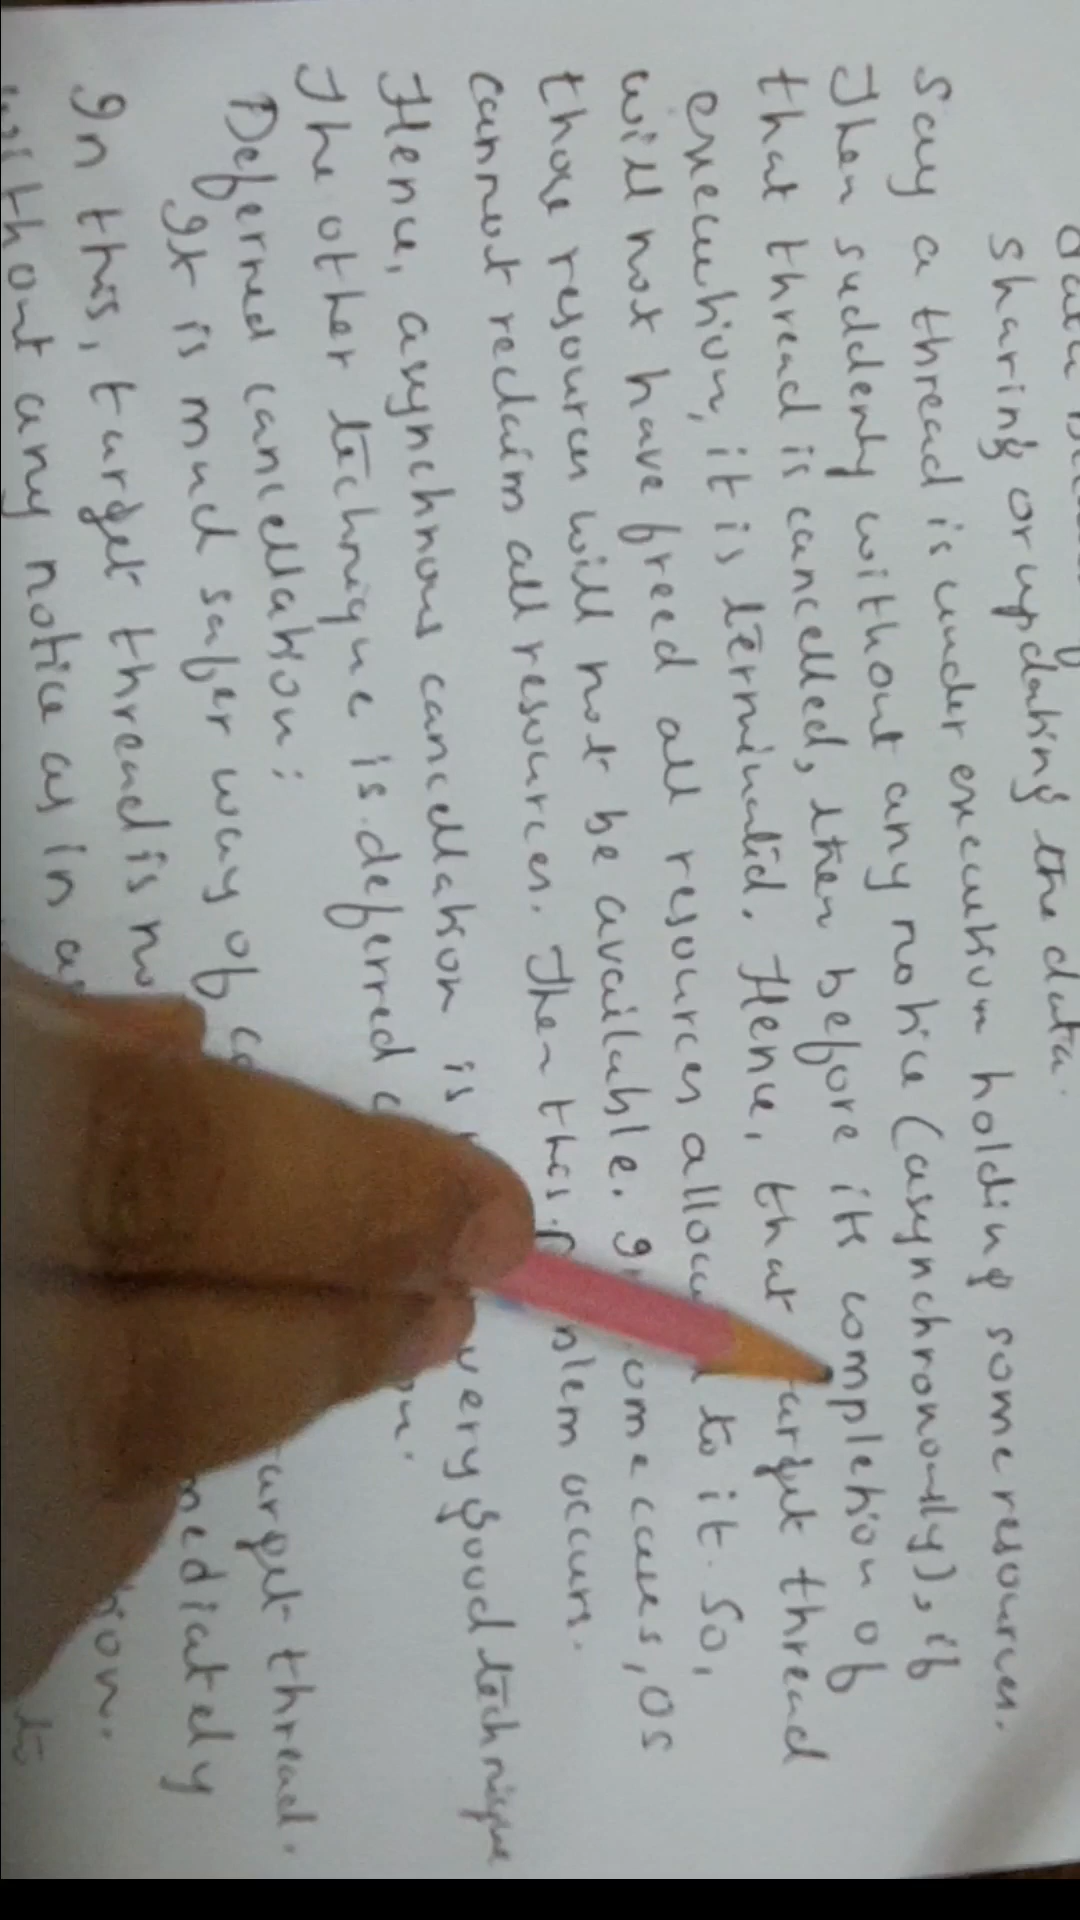 sharing or updating the data.
Say a thread is under execution holding some resources.
Then suddenly without any notice (asynchronously), if
that thread is cancelled, then before its completion of
execution, it is terminated. Hence, that target thread
will not have freed all resources allowed to it. So,
those resources will not be available. In some cases, OS
cannot reclaim all resources. Then this problem occurs.
Hence, asynchnous cancellation is very good technique
The other technique is deferred
Deferred cancellation:
It is much safer way of target thread.
In this, target thread is mediately
without any notice as in